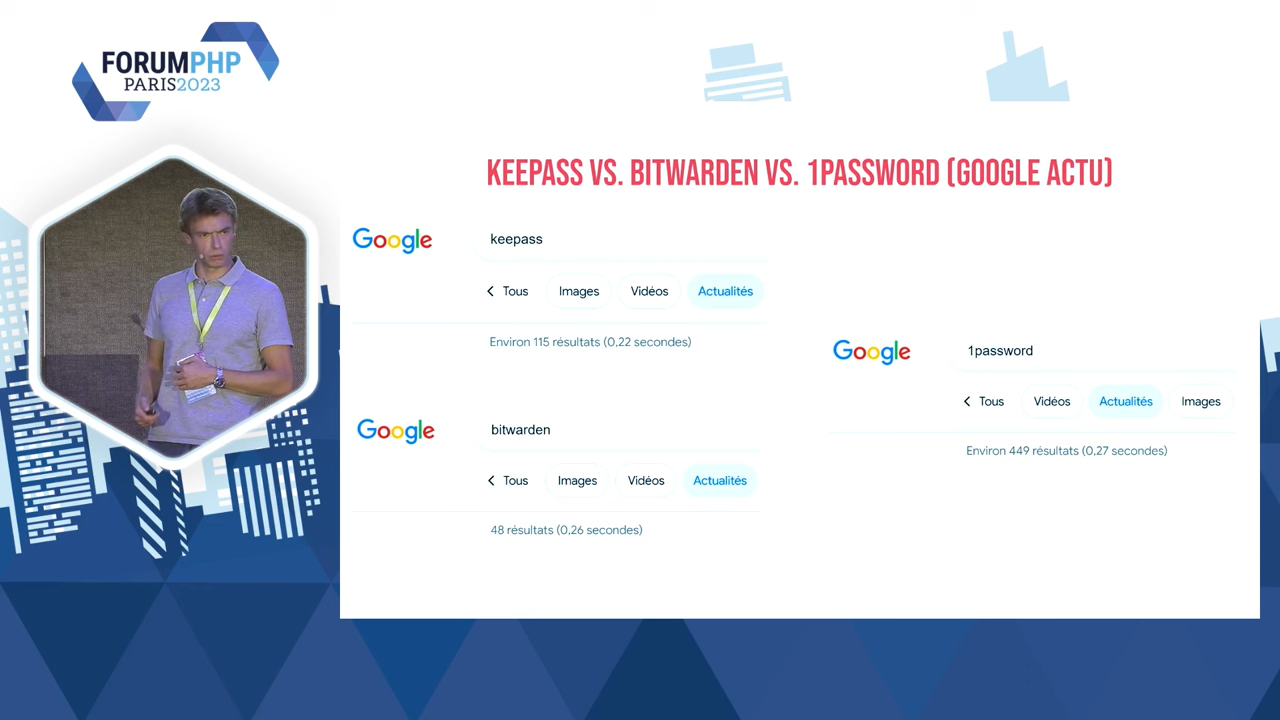 FORUMPHP
PARIS2023
KEEPASS VS. BITWARDEN VS. 1PASSWORD (GOOGLE ACTU)
Google
keepass
Tous
Images
Vidéos
Actualités
Environ 115 résultats (0,22 secondes)
Google
bitwarden
Tous
Images
Vidéos
Actualités
48 résultats (0,26 secondes)
Google
1password
Tous
Vidéos
Actualités
Images
Environ 449 résultats (0,27 secondes)